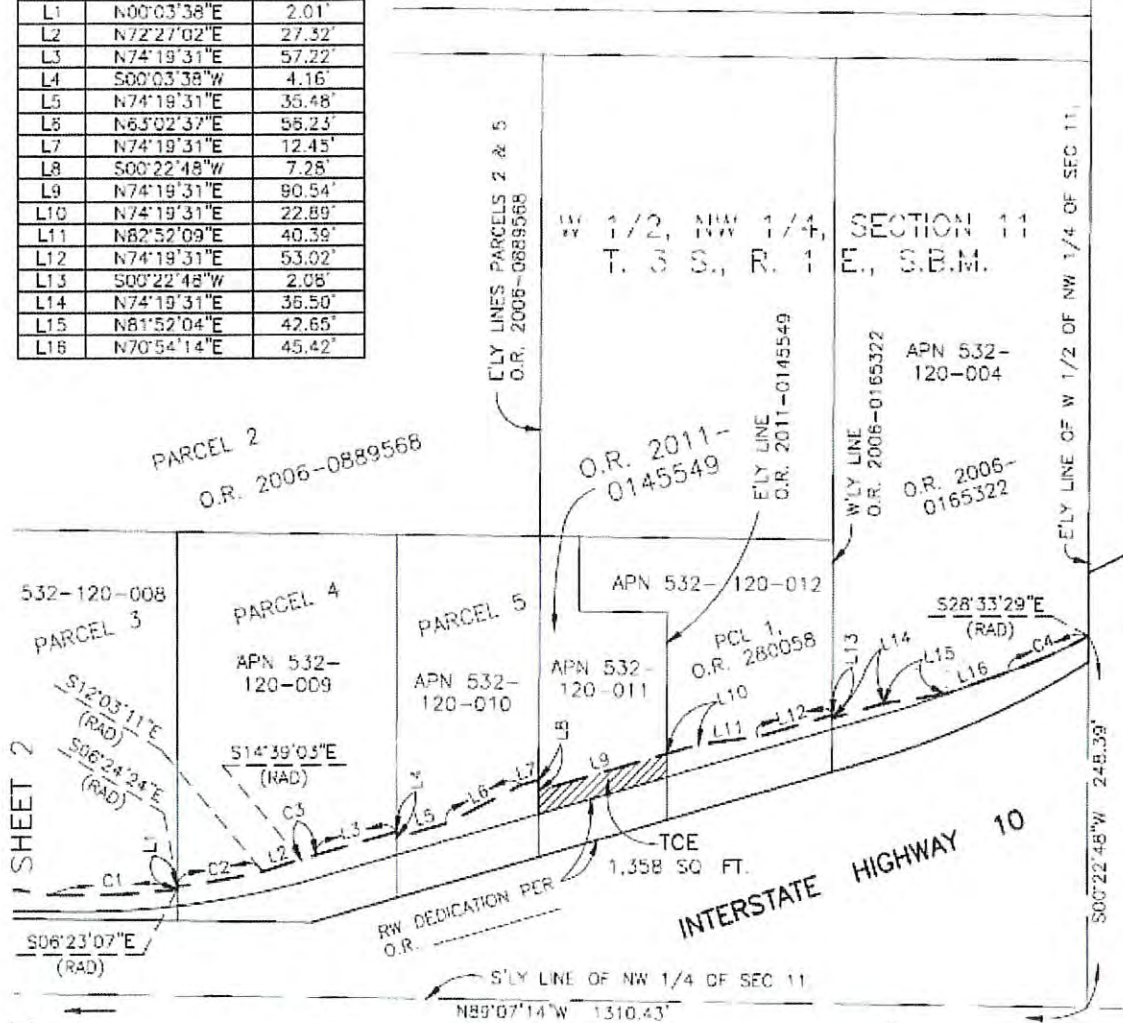 L1 N00°03'38"E 2.01'
L2 N72°27'02"E 27.32'
L3 N74°19'31"E 57.22'
L4 S00°03'38"W 4.16'
L5 N74°19'31"E 35.48'
L6 N63°02'37"E 56.23'
L7 N74°19'31"E 12.45'
L8 S00°22'48"W 7.28'
L9 N74°19'31"E 90.54'
L10 N74°19'31"E 22.89'
L11 N82°52'09"E 40.39'
L12 N74°19'31"E 53.02'
L13 S00°22'48"W 2.08'
L14 N74°19'31"E 36.50'
L15 N81°52'04"E 42.65'
L16 N70°54'14"E 45.42'
E'LY LINES PARCELS 2 & 5
O.R. 2006-0889568
W 1/2, NW 1/4, SECTION 11
T. 3 S., R. 1 E., S.B.M.
E'LY LINE OF W 1/2 OF NW 1/4 OF SEC 11
APN 532-
120-004
W'LY LINE
O.R. 2006-0165322
E'LY LINE
O.R. 2011-0145549
O.R. 2006-
0165322
PARCEL 2
O.R. 2006-0889568
O.R. 2011-
0145549
532-120-008
PARCEL 3
PARCEL 4
APN 532-
120-009
PARCEL 5
APN 532-
120-010
APN 532-
120-011
APN 532- 120-012
PCL 1,
O.R. 280058
S28°33'29"E
(RAD)
S12°03'11"E
(RAD)
S06°24'24"E
(RAD)
S14°39'03"E
(RAD)
SHEET 2
L1
C1
C2
L2
C3
L3
L4
L5
L6
L7
L8
L9
L10
L11
L12
L13
L14
L15
L16
C4
TCE
1,358 SQ FT.
RW DEDICATION PER
O.R.
INTERSTATE HIGHWAY 10
S00°22'48"W 248.39'
S06°23'07"E
(RAD)
S'LY LINE OF NW 1/4 OF SEC 11
N89°07'14"W 1310.43'